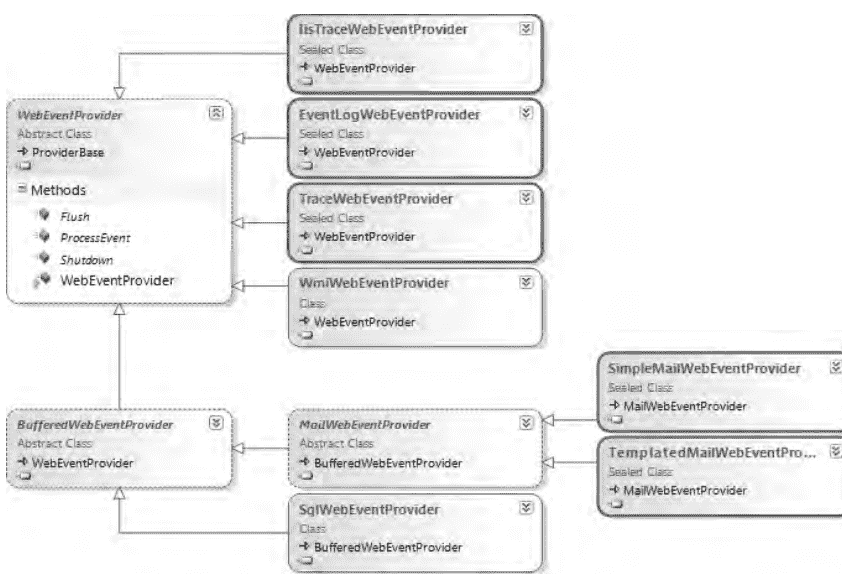 IisTraceWebEventProvider
Sealed Class
WebEventProvider
WebEventProvider
Abstract Class
ProviderBase
Methods
Flush
ProcessEvent
Shutdown
WebEventProvider
EventLogWebEventProvider
Sealed Class
WebEventProvider
TraceWebEventProvider
Sealed Class
WebEventProvider
WmiWebEventProvider
Class
WebEventProvider
BufferedWebEventProvider
Abstract Class
WebEventProvider
MailWebEventProvider
Abstract Class
BufferedWebEventProvider
SimpleMailWebEventProvider
Sealed Class
MailWebEventProvider
TemplatedMailWebEventPro...
Sealed Class
MailWebEventProvider
SqlWebEventProvider
Class
BufferedWebEventProvider